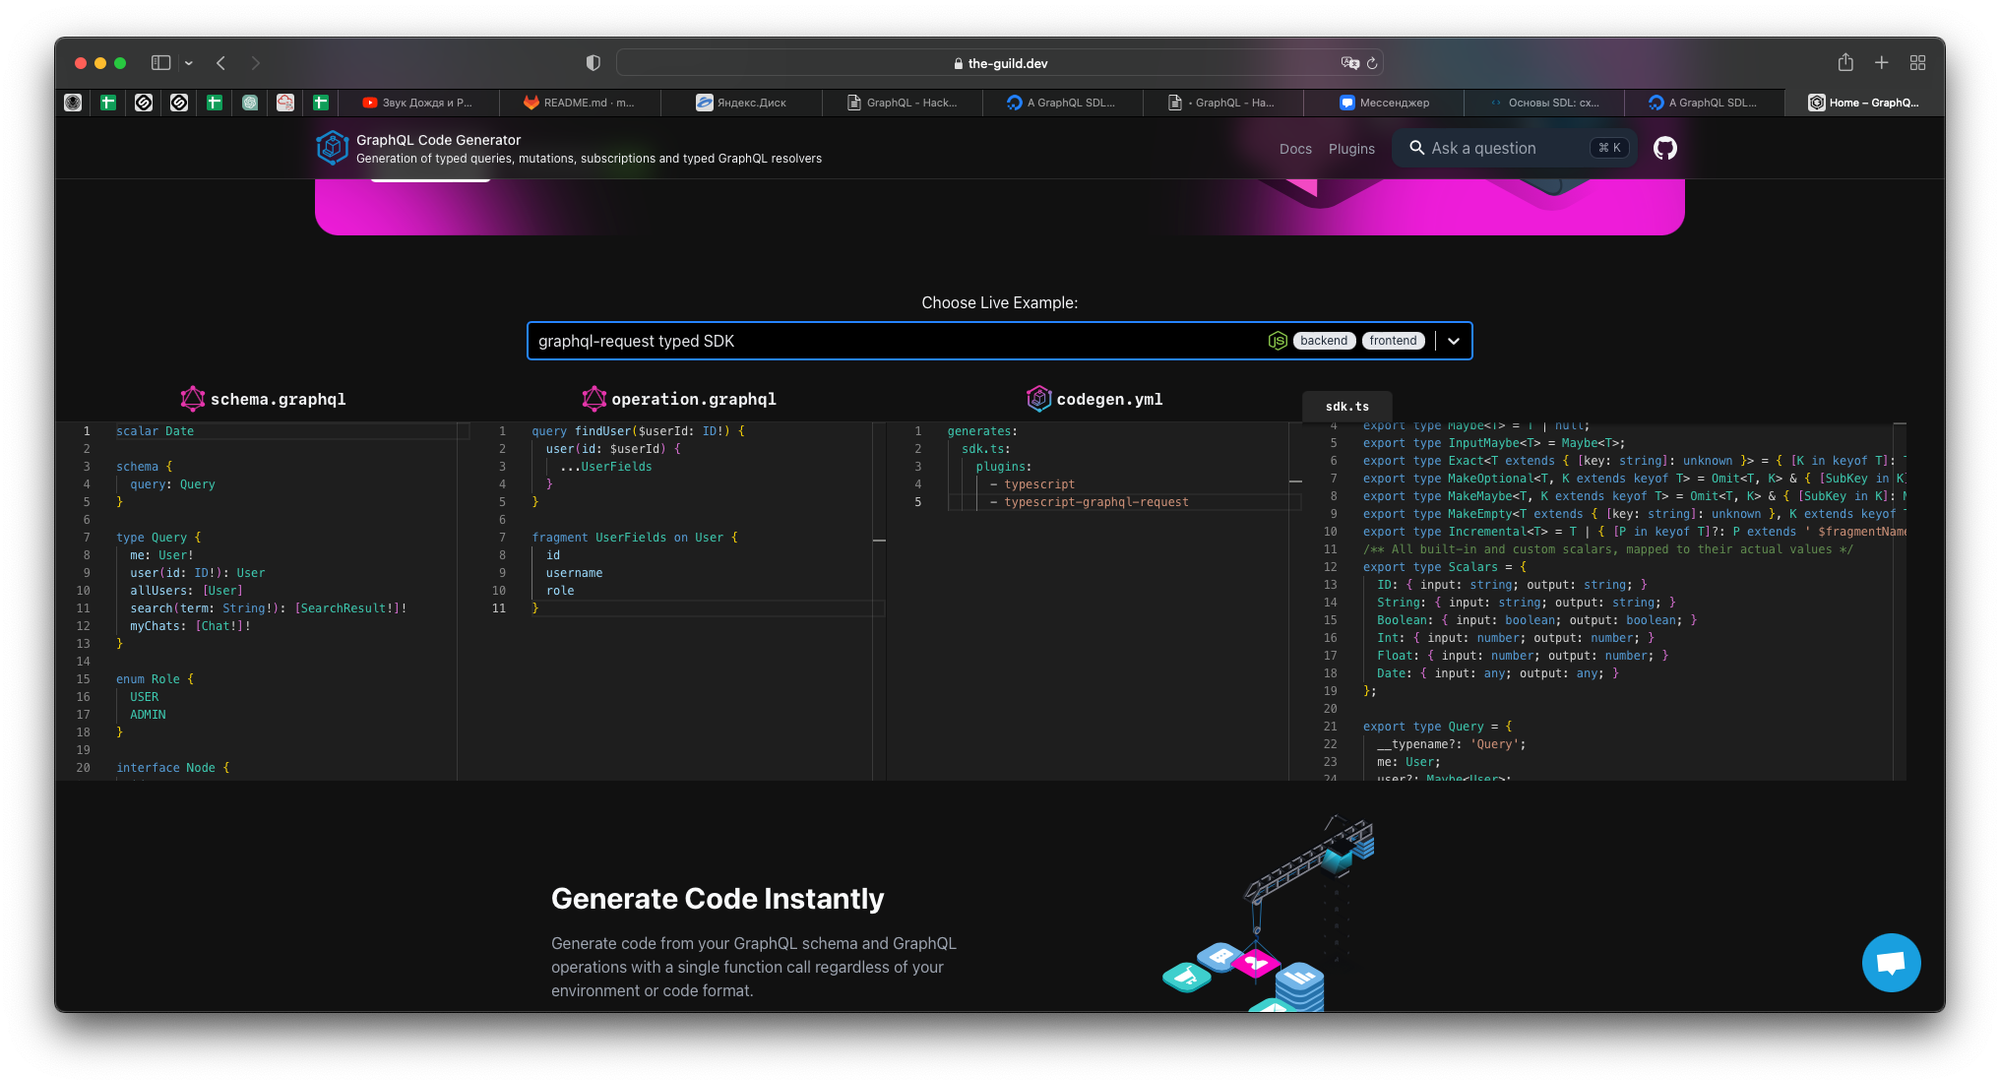 the-guild.dev
Звук Дождя и Р...
README.md · m...
Яндекс.Диск
GraphQL - Hack...
A GraphQL SDL...
• GraphQL - Ha...
Мессенджер
Основы SDL: сх...
A GraphQL SDL...
Home – GraphQ...
GraphQL Code Generator
Generation of typed queries, mutations, subscriptions and typed GraphQL resolvers
Docs
Plugins
Ask a question
⌘ K
Choose Live Example:
graphql-request typed SDK
backend
frontend
schema.graphql
1 scalar Date
2
3 schema {
4 query: Query
5 }
6
7 type Query {
8 me: User!
9 user(id: ID!): User
10 allUsers: [User]
11 search(term: String!): [SearchResult!]!
12 myChats: [Chat!]!
13 }
14
15 enum Role {
16 USER
17 ADMIN
18 }
19
20 interface Node {
operation.graphql
1 query findUser($userId: ID!) {
2 user(id: $userId) {
3 ...UserFields
4 }
5 }
6
7 fragment UserFields on User {
8 id
9 username
10 role
11 }
codegen.yml
1 generates:
2 sdk.ts:
3 plugins:
4 - typescript
5 - typescript-graphql-request
sdk.ts
4 export type Maybe<T> = T | null;
5 export type InputMaybe<T> = Maybe<T>;
6 export type Exact<T extends { [key: string]: unknown }> = { [K in keyof T]:
7 export type MakeOptional<T, K extends keyof T> = Omit<T, K> & { [SubKey in K]
8 export type MakeMaybe<T, K extends keyof T> = Omit<T, K> & { [SubKey in K]:
9 export type MakeEmpty<T extends { [key: string]: unknown }, K extends keyof
10 export type Incremental<T> = T | { [P in keyof T]?: P extends ' $fragmentName
11 /** All built-in and custom scalars, mapped to their actual values */
12 export type Scalars = {
13 ID: { input: string; output: string; }
14 String: { input: string; output: string; }
15 Boolean: { input: boolean; output: boolean; }
16 Int: { input: number; output: number; }
17 Float: { input: number; output: number; }
18 Date: { input: any; output: any; }
19 };
20
21 export type Query = {
22 __typename?: 'Query';
23 me: User;
24 user?: Maybe<User>;
Generate Code Instantly
Generate code from your GraphQL schema and GraphQL
operations with a single function call regardless of your
environment or code format.